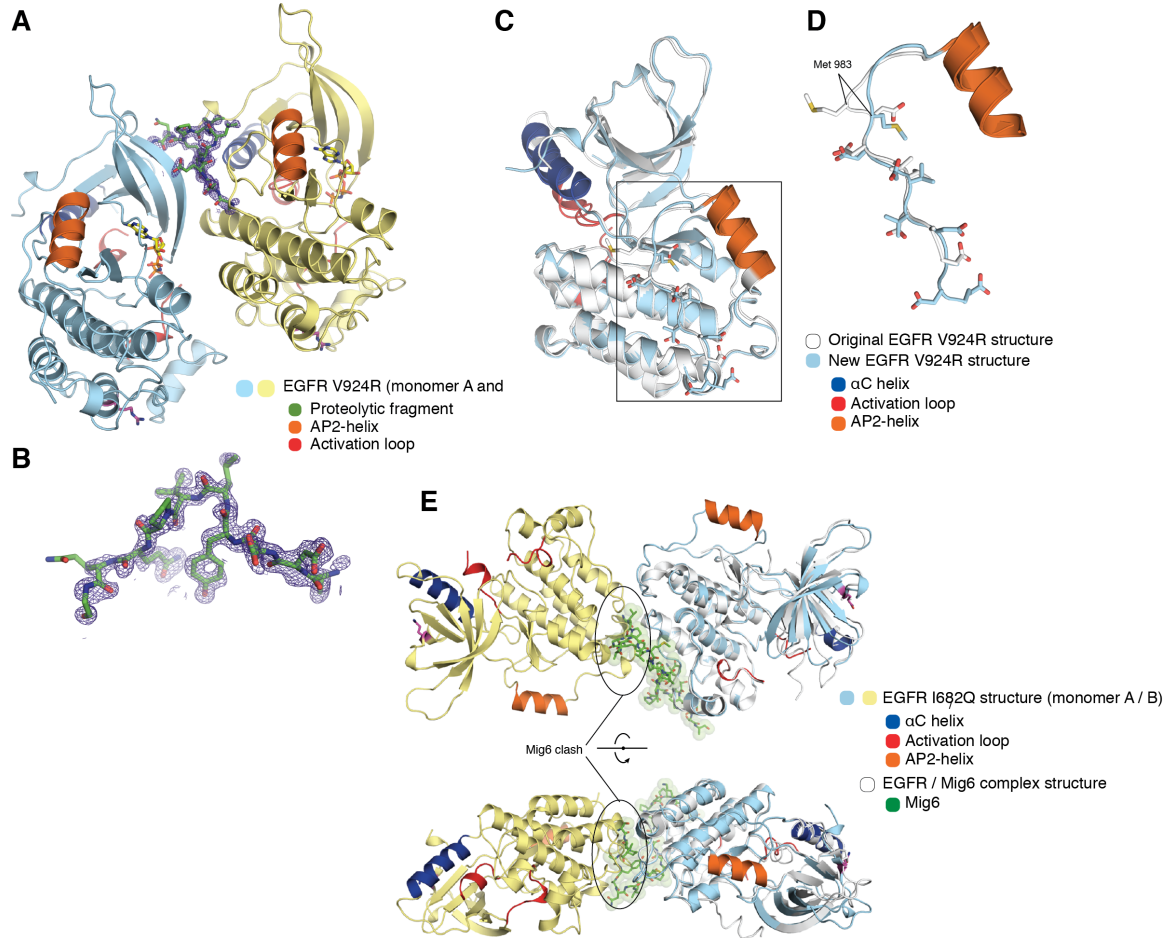 A
C
D
Met 983
Original EGFR V924R structure
New EGFR V924R structure
αC helix
Activation loop
AP2-helix
EGFR V924R (monomer A and
Proteolytic fragment
AP2-helix
Activation loop
B
E
Mig6 clash
EGFR I682Q structure (monomer A / B)
αC helix
Activation loop
AP2-helix
EGFR / Mig6 complex structure
Mig6